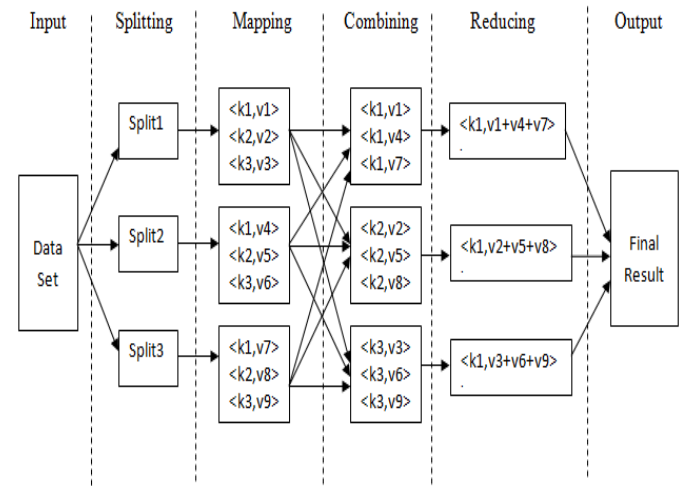 Input Splitting Mapping Combining Reducing Output
Data
Set
Split1
Split2
Split3
<k1,v1>
<k2,v2>
<k3,v3>
<k1,v4>
<k2,v5>
<k3,v6>
<k1,v7>
<k2,v8>
<k3,v9>
<k1,v1>
<k1,v4>
<k1,v7>
<k2,v2>
<k2,v5>
<k2,v8>
<k3,v3>
<k3,v6>
<k3,v9>
<k1,v1+v4+v7>
.
<k1,v2+v5+v8>
.
<k1,v3+v6+v9>
.
Final
Result